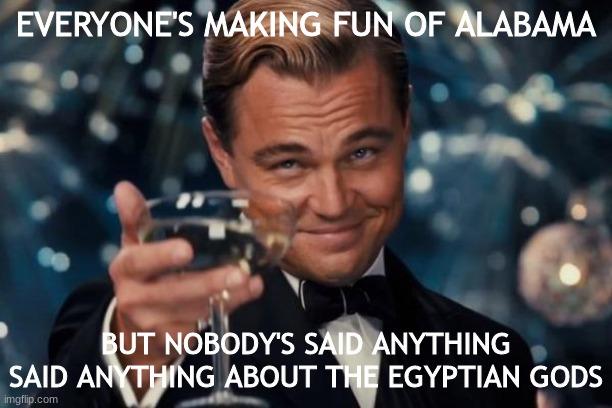 EVERYONE'S MAKING FUN OF ALABAMA
BUT NOBODY'S SAID ANYTHING
SAID ANYTHING ABOUT THE EGYPTIAN GODS
imgflip.com